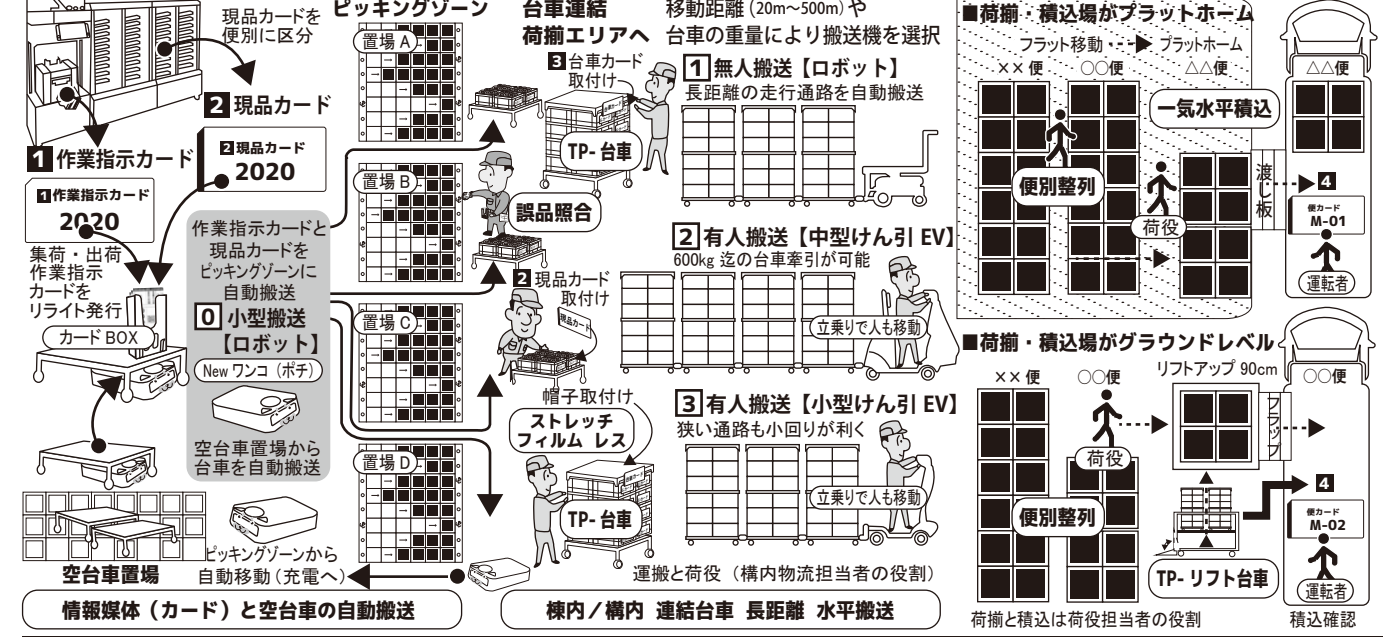 現品カードを
便別に区分
2 現品カード
1 作業指示カード
2 現品カード
2020
1 作業指示カード
2020
集荷・出荷
作業指示
カードを
リライト発行
カード BOX
作業指示カードと
現品カードを
ピッキングゾーンに
自動搬送
0 小型搬送
【ロボット】
New ワンコ（ポチ）
空台車置場から
台車を自動搬送
空台車置場
ピッキングゾーンから
自動移動（充電へ）
情報媒体（カード）と空台車の自動搬送
ピッキングゾーン
置場 A
置場 B
置場 C
置場 D
台車連結
荷揃エリアへ
移動距離（20m～500m）や
台車の重量により搬送機を選択
3 台車カード
取付け
TP- 台車
誤品照合
2 現品カード
取付け
現品カード
帽子取付け
ストレッチ
フィルム レス
TP- 台車
1 無人搬送【ロボット】
長距離の走行通路を自動搬送
2 有人搬送【中型けん引 EV】
600kg 迄の台車牽引が可能
立乗りで人も移動
3 有人搬送【小型けん引 EV】
狭い通路も小回りが利く
立乗りで人も移動
運搬と荷役（構内物流担当者の役割）
棟内／構内 連結台車 長距離 水平搬送
■荷揃・積込場がプラットホーム
フラット移動 プラットホーム
×× 便 ○○便 △△便 △△便
一気水平積込
便別整列
荷役
渡し板
4
便カード
M-01
運転者
■荷揃・積込場がグラウンドレベル
×× 便 ○○便 リフトアップ 90cm ○○便
フラップ
荷役
便別整列
4
便カード
M-02
TP- リフト台車
運転者
荷揃と積込は荷役担当者の役割
積込確認